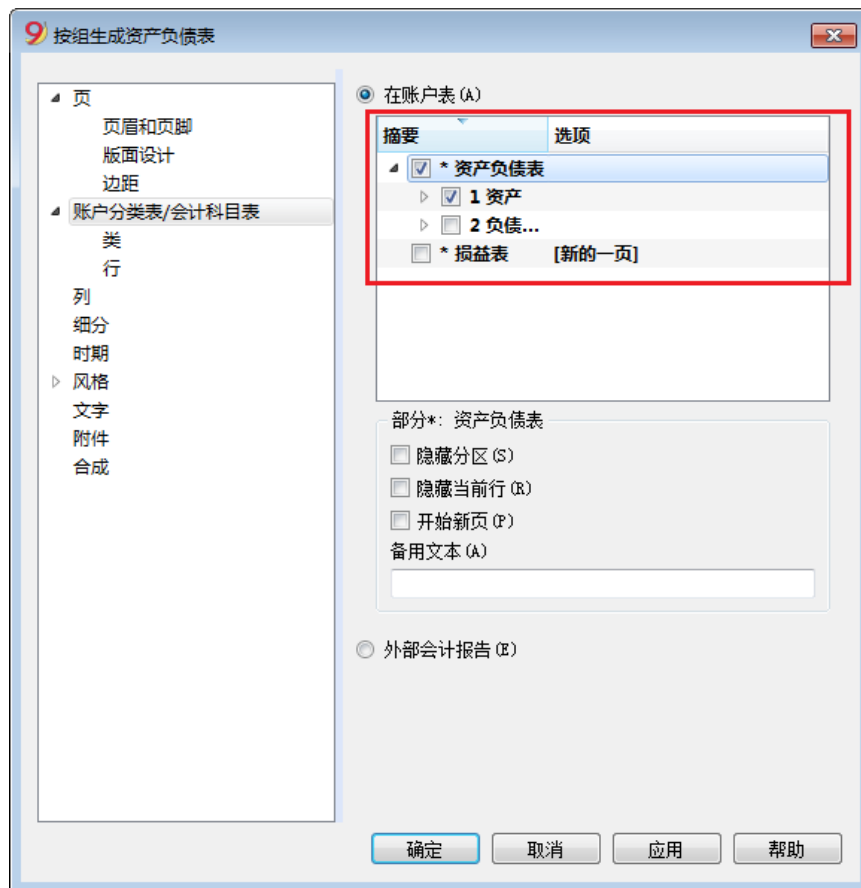 9 按组生成资产负债表
页
页眉和页脚
版面设计
边距
账户分类表/会计科目表
类
行
列
细分
时期
风格
文字
附件
合成
在账户表(A)
摘要 选项
* 资产负债表
1 资产
2 负债...
* 损益表 [新的一页]
部分*: 资产负债表
隐藏分区(S)
隐藏当前行(R)
开始新页(P)
备用文本(A)
外部会计报告(E)
确定 取消 应用 帮助